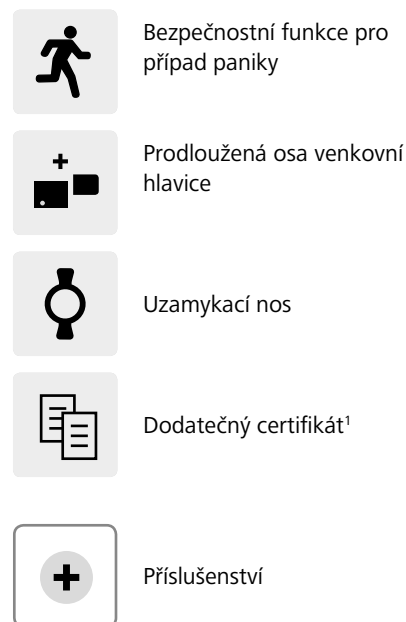 Bezpečnostní funkce pro
případ paniky
Prodloužená osa venkovní
hlavice
Uzamykací nos
Dodatečný certifikát¹
Příslušenství